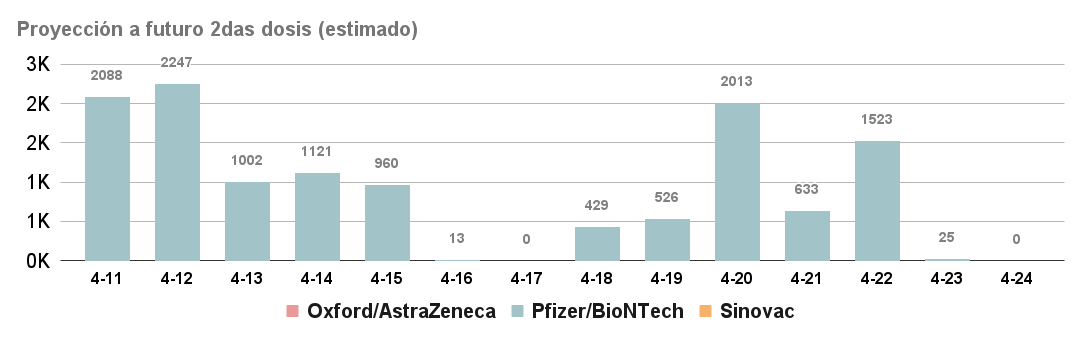 Proyección a futuro 2das dosis (estimado)
3K
2K
2K
1K
1K
0K
2088
2247
1002
1121
960
13
0
429
526
2013
633
1523
25
0
4-11 4-12 4-13 4-14 4-15 4-16 4-17 4-18 4-19 4-20 4-21 4-22 4-23 4-24
Oxford/AstraZeneca Pfizer/BioNTech Sinovac